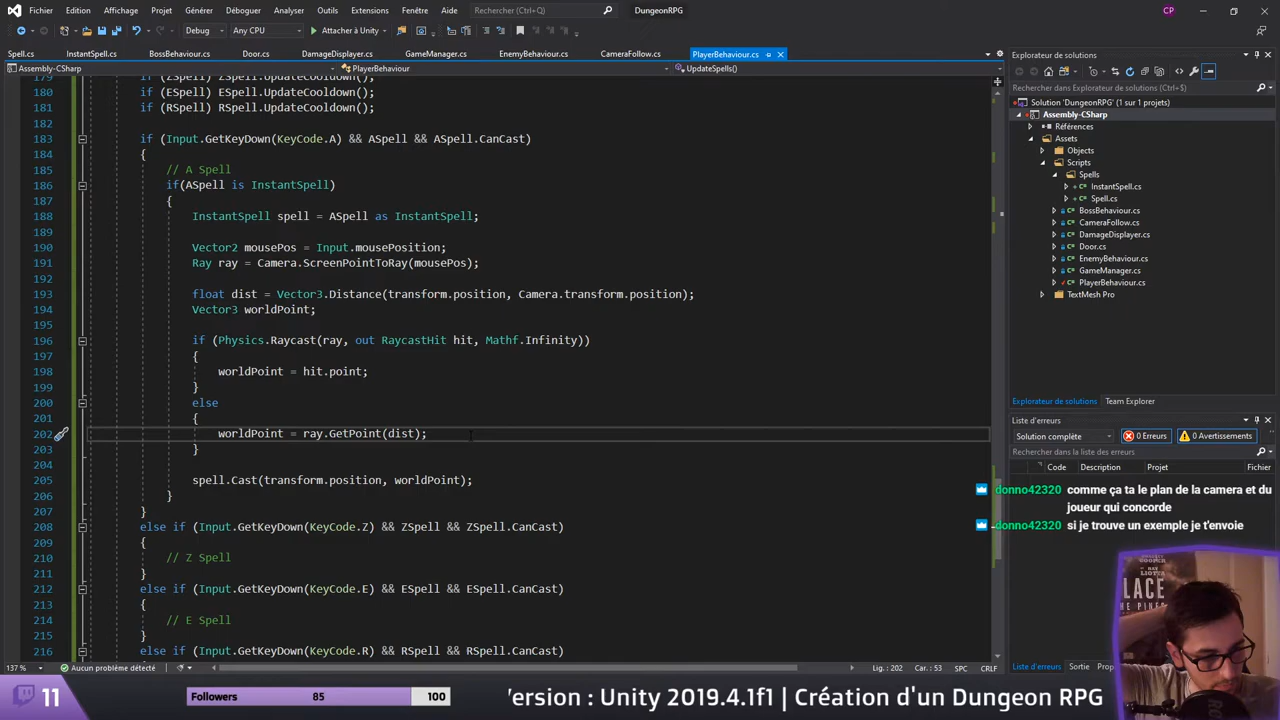 Fichier Edition Affichage Projet Générer Déboguer Analyser Outils Extensions Fenêtre Aide Rechercher (Ctrl+Q) DungeonRPG CP
Debug Any CPU Attacher à Unity
Spell.cs InstantSpell.cs BossBehaviour.cs Door.cs DamageDisplayer.cs GameManager.cs EnemyBehaviour.cs CameraFollow.cs PlayerBehaviour.cs
Assembly-CSharp PlayerBehaviour UpdateSpells()
179 if (ZSpell) ZSpell.UpdateCooldown();
180 if (ESpell) ESpell.UpdateCooldown();
181 if (RSpell) RSpell.UpdateCooldown();
182
183 if (Input.GetKeyDown(KeyCode.A) && ASpell && ASpell.CanCast)
184 {
185 // A Spell
186 if(ASpell is InstantSpell)
187 {
188 InstantSpell spell = ASpell as InstantSpell;
189
190 Vector2 mousePos = Input.mousePosition;
191 Ray ray = Camera.ScreenPointToRay(mousePos);
192
193 float dist = Vector3.Distance(transform.position, Camera.transform.position);
194 Vector3 worldPoint;
195
196 if (Physics.Raycast(ray, out RaycastHit hit, Mathf.Infinity))
197 {
198 worldPoint = hit.point;
199 }
200 else
201 {
202 worldPoint = ray.GetPoint(dist);
203 }
204
205 spell.Cast(transform.position, worldPoint);
206 }
207 }
208 else if (Input.GetKeyDown(KeyCode.Z) && ZSpell && ZSpell.CanCast)
209 {
210 // Z Spell
211 }
212 else if (Input.GetKeyDown(KeyCode.E) && ESpell && ESpell.CanCast)
213 {
214 // E Spell
215 }
216 else if (Input.GetKeyDown(KeyCode.R) && RSpell && RSpell.CanCast)
137 % Aucun problème détecté Lig. : 202 Car. : 53 SPC CRLF
Explorateur de solutions
Rechercher dans Explorateur de solutions (Ctrl+$)
Solution 'DungeonRPG' (1 sur 1 projets)
Assembly-CSharp
Références
Assets
Objects
Scripts
Spells
InstantSpell.cs
Spell.cs
BossBehaviour.cs
CameraFollow.cs
DamageDisplayer.cs
Door.cs
EnemyBehaviour.cs
GameManager.cs
PlayerBehaviour.cs
TextMesh Pro
Explorateur de solutions Team Explorer
Liste d'erreurs
Solution complète 0 Erreurs 0 Avertissements
Rechercher dans la liste des erreurs
Code Description Projet Fichier
donno42320 comme ça ta le plan de la camera et du
joueur qui concorde
donno42320 si je trouve un exemple je t'envoie
PLACE
THE PINE
Liste d'erreurs Sortie
11 Followers 85 100 ersion : Unity 2019.4.1f1 | Création d'un Dungeon RPG